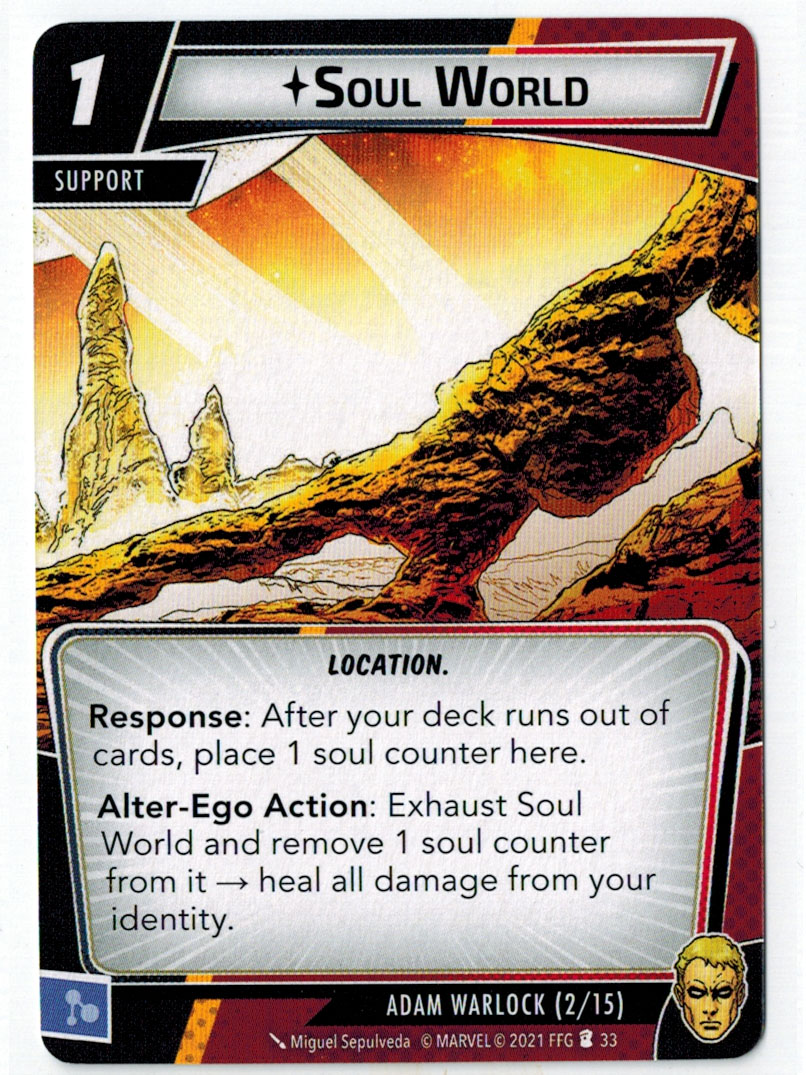 1
SOUL WORLD
SUPPORT
LOCATION.
Response: After your deck runs out of
cards, place 1 soul counter here.
Alter-Ego Action: Exhaust Soul
World and remove 1 soul counter
from it → heal all damage from your
identity.
ADAM WARLOCK (2/15)
Miguel Sepulveda © MARVEL © 2021 FFG 33